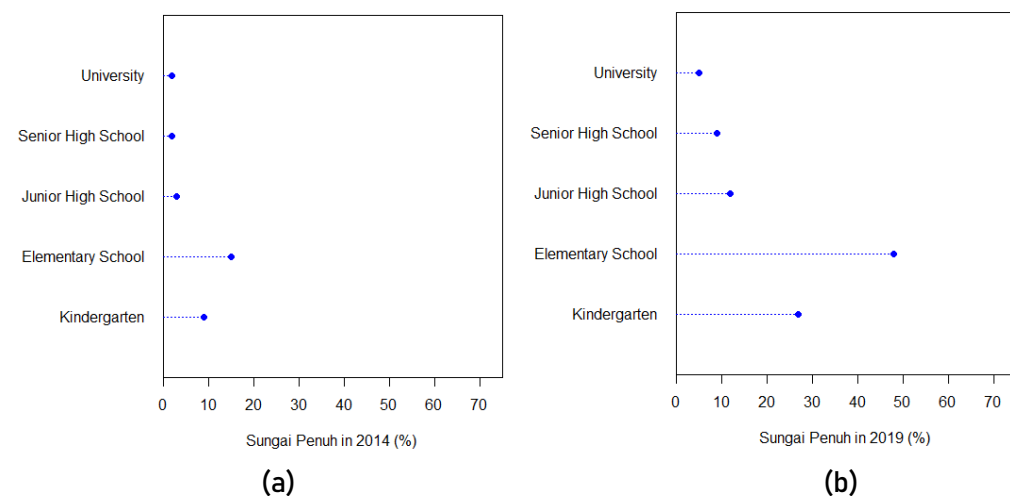 University
Senior High School
Junior High School
Elementary School
Kindergarten
0 10 20 30 40 50 60 70
Sungai Penuh in 2014 (%)
(a)
University
Senior High School
Junior High School
Elementary School
Kindergarten
0 10 20 30 40 50 60 70
Sungai Penuh in 2019 (%)
(b)